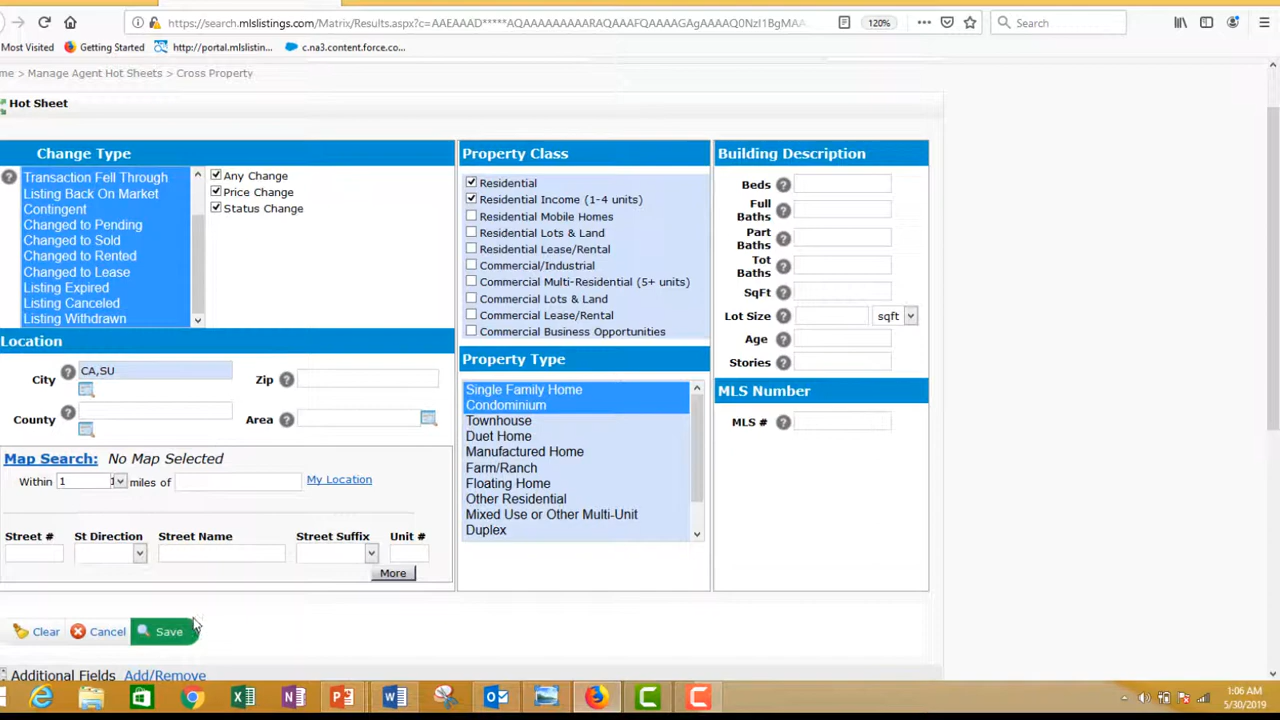 https://search.mlslistings.com/Matrix/Results.aspx?c=AAEAAAD*****AQAAAAAAAAARAQAAAFQAAAAGAgAAAAQ0NzI1BgMAA
120%
Search
Most Visited
Getting Started
http://portal.mlslistin...
c.na3.content.force.co...
me > Manage Agent Hot Sheets > Cross Property
Hot Sheet
Change Type
Transaction Fell Through
Listing Back On Market
Contingent
Changed to Pending
Changed to Sold
Changed to Rented
Changed to Lease
Listing Expired
Listing Canceled
Listing Withdrawn
Any Change
Price Change
Status Change
Location
City
CA,SU
Zip
County
Area
Map Search: No Map Selected
Within 1 miles of My Location
Street # St Direction Street Name Street Suffix Unit #
More
Property Class
Residential
Residential Income (1-4 units)
Residential Mobile Homes
Residential Lots & Land
Residential Lease/Rental
Commercial/Industrial
Commercial Multi-Residential (5+ units)
Commercial Lots & Land
Commercial Lease/Rental
Commercial Business Opportunities
Property Type
Single Family Home
Condominium
Townhouse
Duet Home
Manufactured Home
Farm/Ranch
Floating Home
Other Residential
Mixed Use or Other Multi-Unit
Duplex
Building Description
Beds
Full
Baths
Part
Baths
Tot
Baths
SqFt
Lot Size
sqft
Age
Stories
MLS Number
MLS #
Clear
Cancel
Save
Additional Fields Add/Remove
1:06 AM
5/30/2019